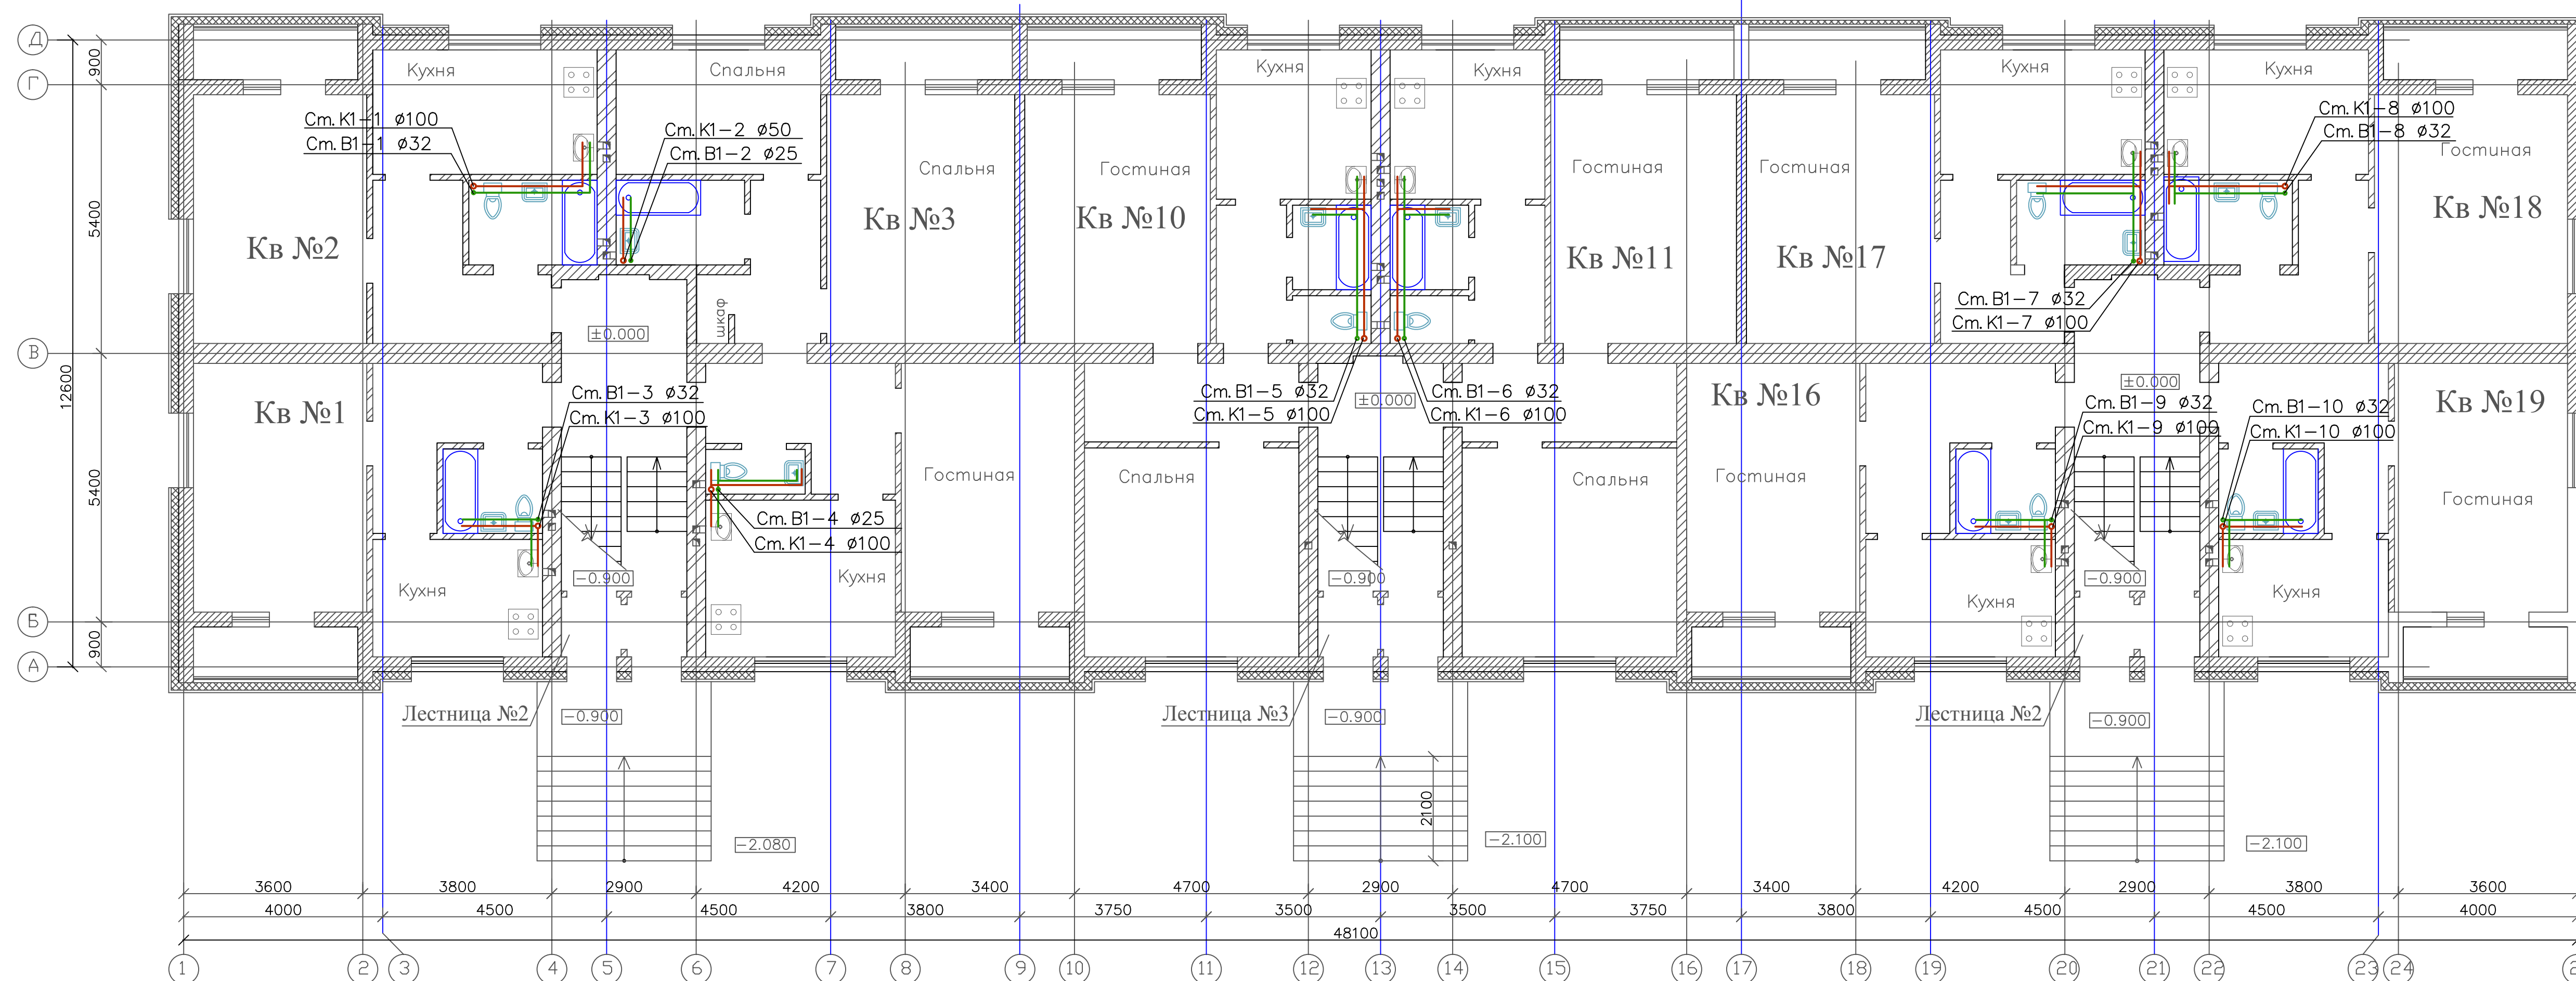 Д
900
Г
Кухня
Спальня
Кухня
Кухня
Кухня
Кухня
Ст. К1-1 ø100
Ст. В1-1 ø32
Ст. К1-2 ø50
Ст. В1-2 ø25
Ст. К1-8 ø100
Ст. В1-8 ø32
Спальня
Гостиная
Гостиная
Гостиная
Гостиная
5400
Кв №2
Кв №3
Кв №10
Кв №11
Кв №17
Кв №18
Ст. В1-7 ø32
Ст. К1-7 ø100
шкаф
±0.000
В
12600
Ст. В1-3 ø32
Ст. К1-3 ø100
Ст. В1-5 ø32
Ст. К1-5 ø100
±0.000
Ст. В1-6 ø32
Ст. К1-6 ø100
±0.000
Ст. В1-9 ø32
Ст. К1-9 ø100
Ст. В1-10 ø32
Ст. К1-10 ø100
Кв №1
Кв №16
Кв №19
5400
Гостиная
Спальня
Спальня
Гостиная
Гостиная
Ст. В1-4 ø25
Ст. К1-4 ø100
Кухня
-0.900
Кухня
-0.900
Кухня
-0.900
Кухня
Б
900
А
Лестница №2
-0.900
Лестница №3
-0.900
Лестница №2
-0.900
2100
-2.080
-2.100
-2.100
3600 3800 2900 4200 3400 4700 2900 4700 3400 4200 2900 3800 3600
4000 4500 4500 3800 3750 3500 3500 3750 3800 4500 4500 4000
48100
1 2 3 4 5 6 7 8 9 10 11 12 13 14 15 16 17 18 19 20 21 22 23 24